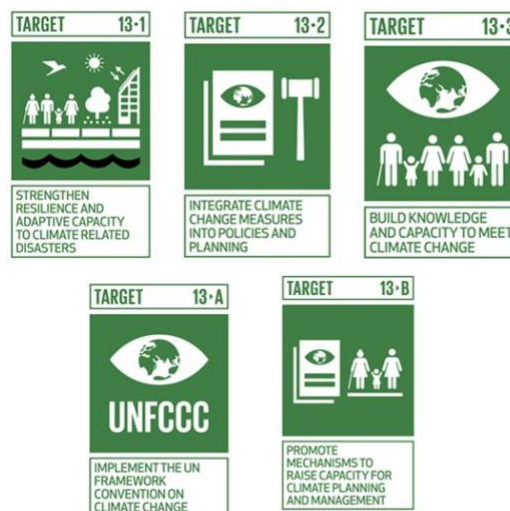 TARGET 13·1
STRENGTHEN
RESILIENCE AND
ADAPTIVE CAPACITY
TO CLIMATE RELATED
DISASTERS
TARGET 13·2
INTEGRATE CLIMATE
CHANGE MEASURES
INTO POLICIES AND
PLANNING
TARGET 13·3
BUILD KNOWLEDGE
AND CAPACITY TO MEET
CLIMATE CHANGE
TARGET 13·A
UNFCCC
IMPLEMENT THE UN
FRAMEWORK
CONVENTION ON
CLIMATE CHANGE
TARGET 13·B
PROMOTE
MECHANISMS TO
RAISE CAPACITY FOR
CLIMATE PLANNING
AND MANAGEMENT